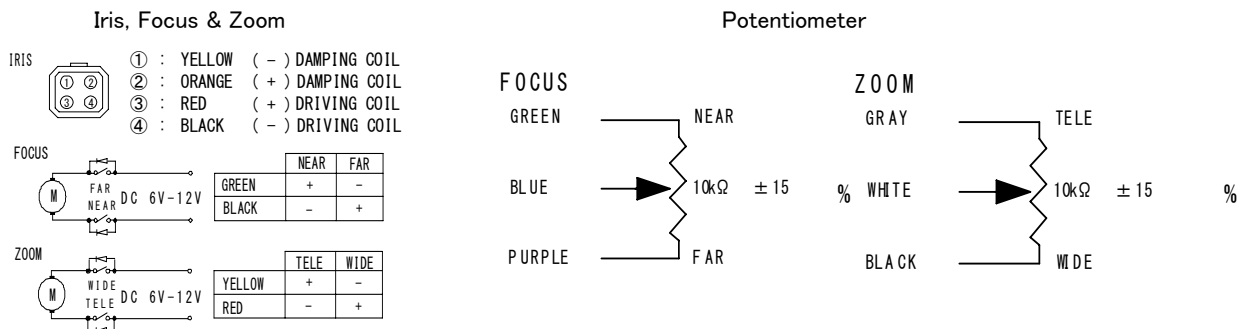 Iris, Focus & Zoom
IRIS
① ②
③ ④
① : YELLOW ( - ) DAMPING COIL
② : ORANGE ( + ) DAMPING COIL
③ : RED ( + ) DRIVING COIL
④ : BLACK ( - ) DRIVING COIL
FOCUS
M
FAR
NEAR
DC 6V-12V
NEAR FAR
GREEN + -
BLACK - +
ZOOM
M
WIDE
TELE
DC 6V-12V
TELE WIDE
YELLOW + -
RED - +
Potentiometer
FOCUS
GREEN NEAR
BLUE 10kΩ ±15 %
PURPLE FAR
ZOOM
GRAY TELE
WHITE 10kΩ ±15 %
BLACK WIDE